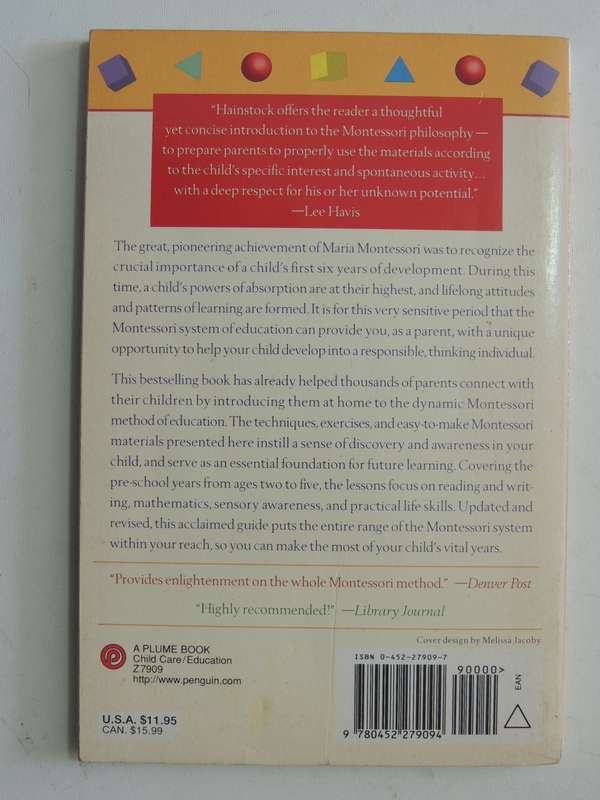 “Hainstock offers the reader a thoughtful
yet concise introduction to the Montessori philosophy—
to prepare parents to properly use the materials according
to the child's specific interest and spontaneous activity...
with a deep respect for his or her unknown potential.”
—Lee Havis
The great, pioneering achievement of Maria Montessori was to recognize the
crucial importance of a child's first six years of development. During this
time, a child's powers of absorption are at their highest, and lifelong attitudes
and patterns of learning are formed. It is for this very sensitive period that the
Montessori system of education can provide you, as a parent, with a unique
opportunity to help your child develop into a responsible, thinking individual.
This bestselling book has already helped thousands of parents connect with
their children by introducing them at home to the dynamic Montessori
method of education. The techniques, exercises, and easy-to-make Montessori
materials presented here instill a sense of discovery and awareness in your
child, and serve as an essential foundation for future learning. Covering the
pre-school years from ages two to five, the lessons focus on reading and writ-
ing, mathematics, sensory awareness, and practical life skills. Updated and
revised, this acclaimed guide puts the entire range of the Montessori system
within your reach, so you can make the most of your child's vital years.
“Provides enlightenment on the whole Montessori method.” —Denver Post
“Highly recommended!” —Library Journal
Cover design by Melissa Jacoby
A PLUME BOOK
Child Care/Education
Z7909
http://www.penguin.com
U.S.A. $11.95
CAN. $15.99
ISBN 0-452-27909-7
90000>
EAN
9 780452 279094